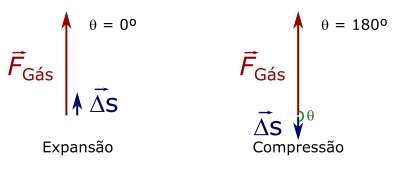 θ = 0º
F Gás
Δs
Expansão
θ = 180º
F Gás
θ
Δs
Compressão